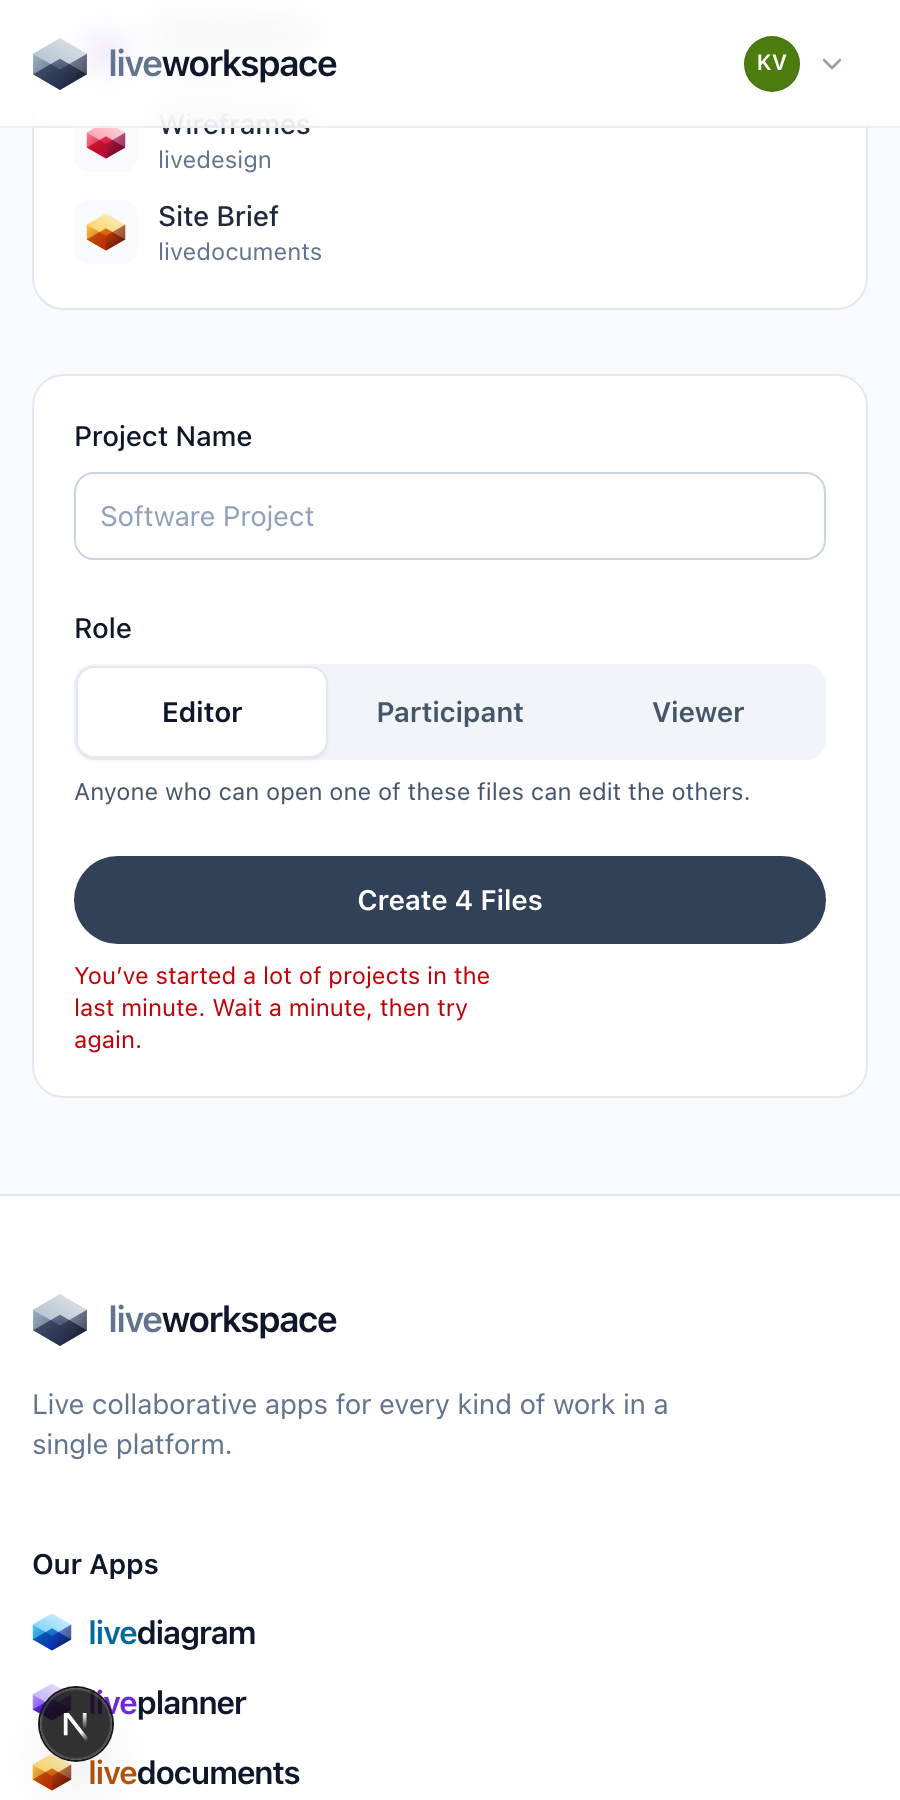 liveworkspace
KV
Wireframes
livedesign
Site Brief
livedocuments
Project Name
Software Project
Role
Editor
Participant
Viewer
Anyone who can open one of these files can edit the others.
Create 4 Files
You’ve started a lot of projects in the
last minute. Wait a minute, then try
again.
liveworkspace
Live collaborative apps for every kind of work in a
single platform.
Our Apps
livediagram
liveplanner
N
livedocuments